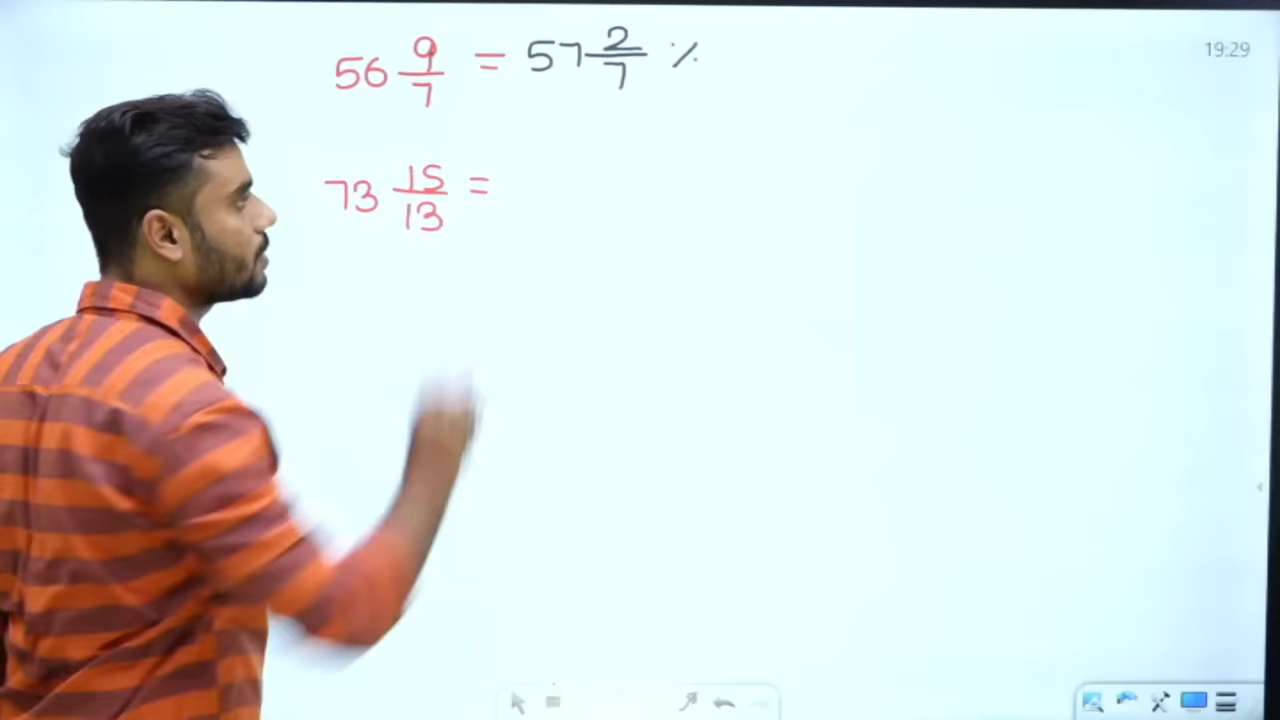 56 9/7 = 57 2/7 %
19:29
73 15/13 =